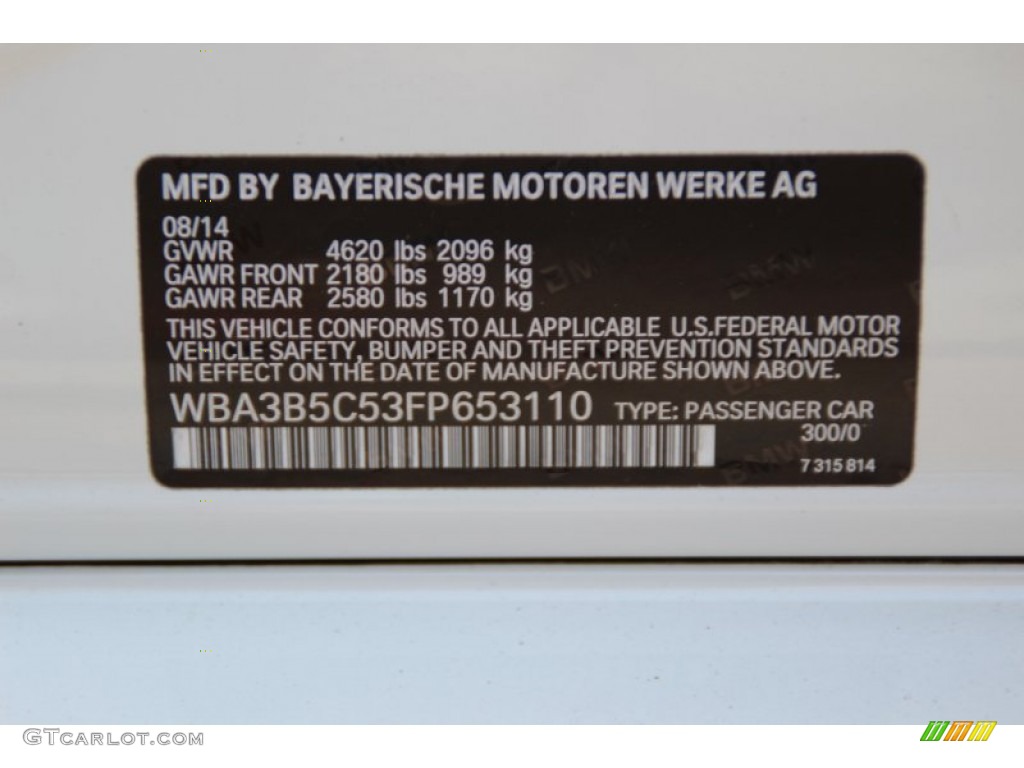 MFD BY BAYERISCHE MOTOREN WERKE AG
08/14
GVWR 4620 lbs 2096 kg
GAWR FRONT 2180 lbs 989 kg
GAWR REAR 2580 lbs 1170 kg
THIS VEHICLE CONFORMS TO ALL APPLICABLE U.S.FEDERAL MOTOR
VEHICLE SAFETY, BUMPER AND THEFT PREVENTION STANDARDS
IN EFFECT ON THE DATE OF MANUFACTURE SHOWN ABOVE.
WBA3B5C53FP653110 TYPE: PASSENGER CAR
300/0
7 315 814
GTCARLOT.COM